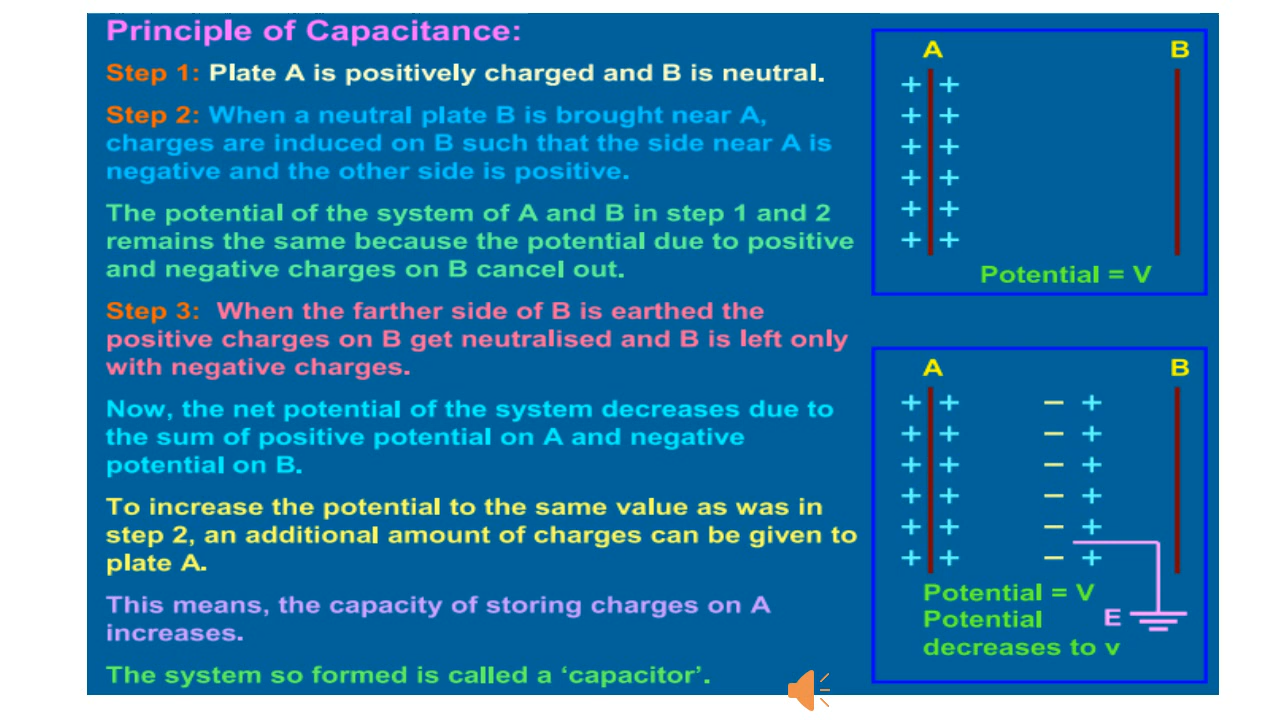 Principle of Capacitance:
Step 1: Plate A is positively charged and B is neutral.
Step 2: When a neutral plate B is brought near A,
charges are induced on B such that the side near A is
negative and the other side is positive.
The potential of the system of A and B in step 1 and 2
remains the same because the potential due to positive
and negative charges on B cancel out.
Step 3: When the farther side of B is earthed the
positive charges on B get neutralised and B is left only
with negative charges.
Now, the net potential of the system decreases due to
the sum of positive potential on A and negative
potential on B.
To increase the potential to the same value as was in
step 2, an additional amount of charges can be given to
plate A.
This means, the capacity of storing charges on A
increases.
The system so formed is called a ‘capacitor’.
A B
+ +
+ +
+ +
+ +
+ +
+ +
Potential = V
A B
+ + − +
+ + − +
+ + − +
+ + − +
+ + − +
+ + − +
Potential = V
Potential E
decreases to v